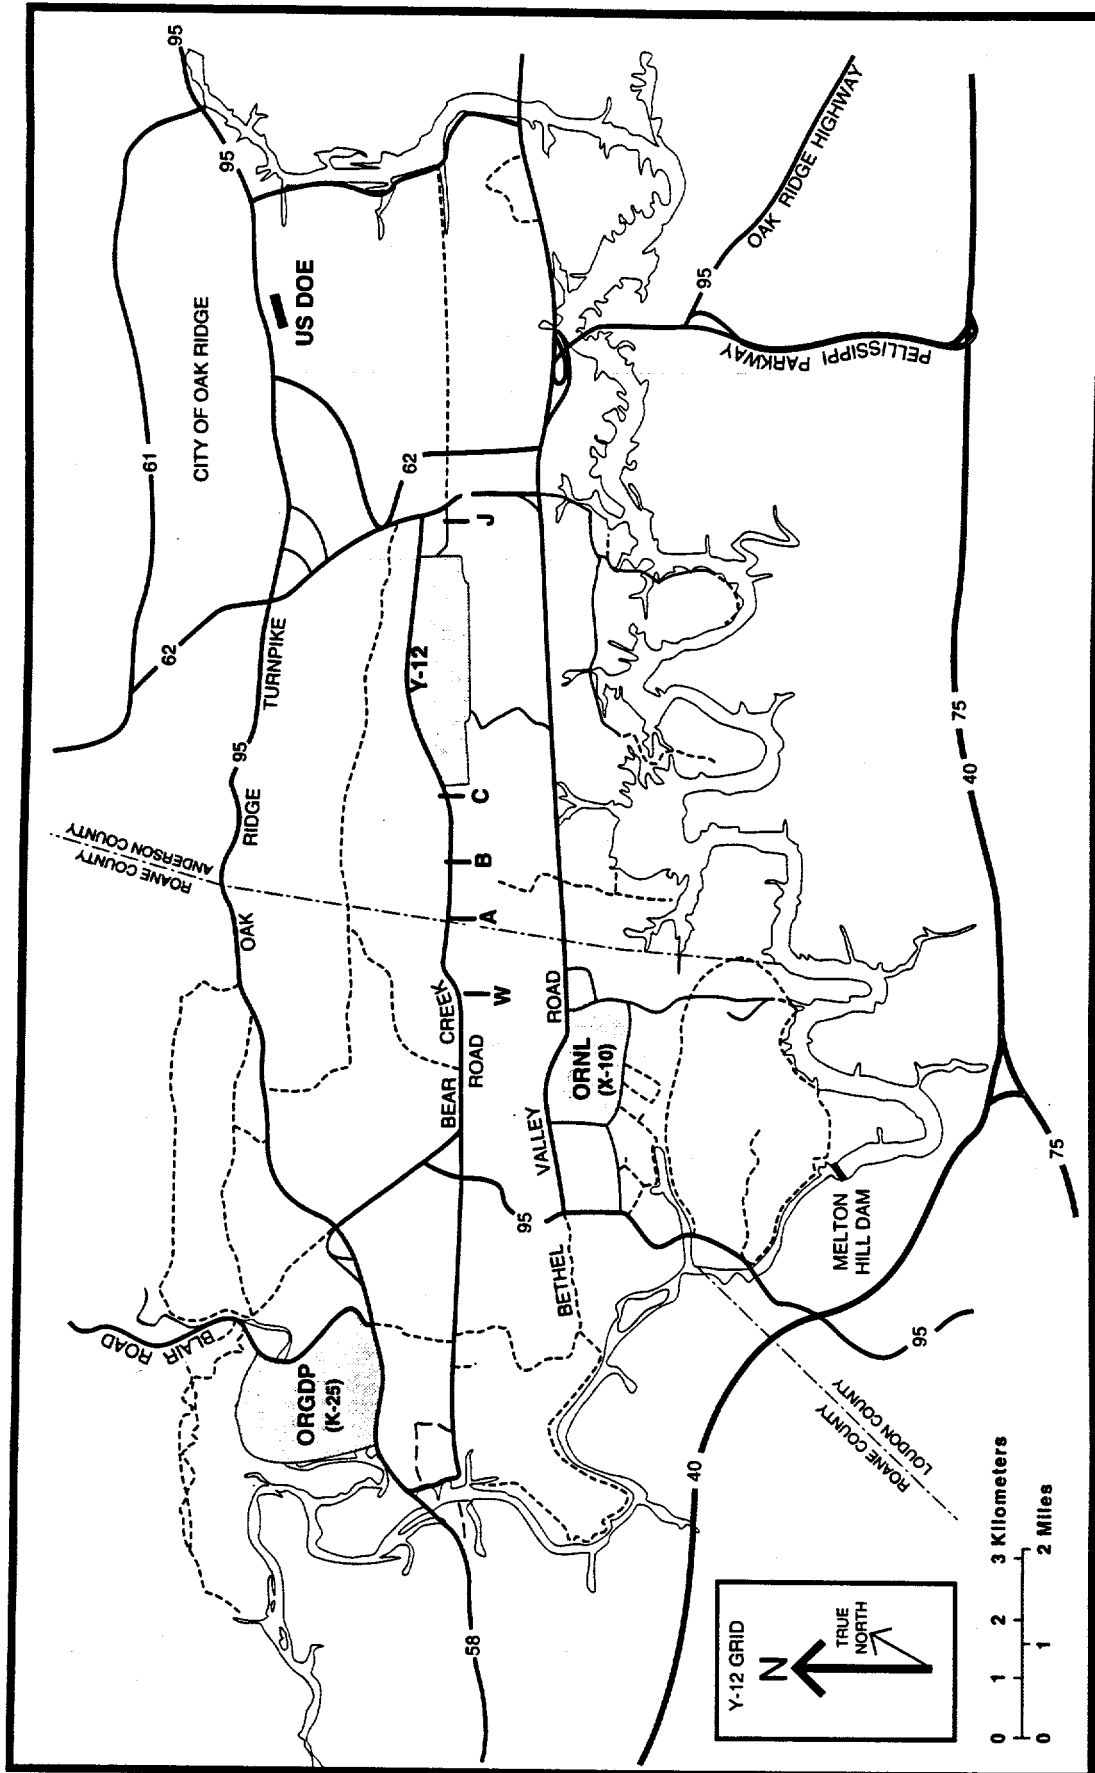 95
61
CITY OF OAK RIDGE
95
US DOE
62
62
OAK
RIDGE
95
TURNPIKE
Y-12
J
C
B
A
W
ROANE COUNTY
ANDERSON COUNTY
BLAIR
ROAD
ORGDP
(K-25)
BEAR
CREEK
ROAD
95
BETHEL
VALLEY
ROAD
ORNL
(X-10)
58
OAK RIDGE HIGHWAY
95
PELLISSIPPI PARKWAY
75
40
75
MELTON
HILL DAM
95
40
ROANE COUNTY
LOUDON COUNTY
Y-12 GRID
N
TRUE
NORTH
0 1 2 3 Kilometers
0 1 2 Miles